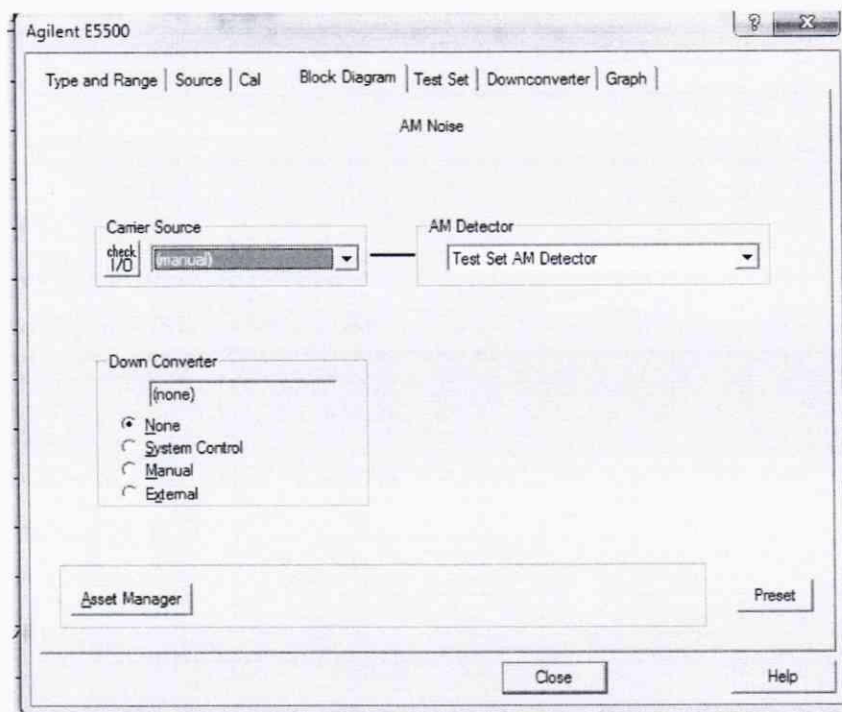 Agilent E5500
Type and Range Source Cal Block Diagram Test Set Downconverter Graph
AM Noise
Carrier Source
check I/O
(manual)
AM Detector
Test Set AM Detector
Down Converter
(none)
None
System Control
Manual
External
Asset Manager
Preset
Close
Help